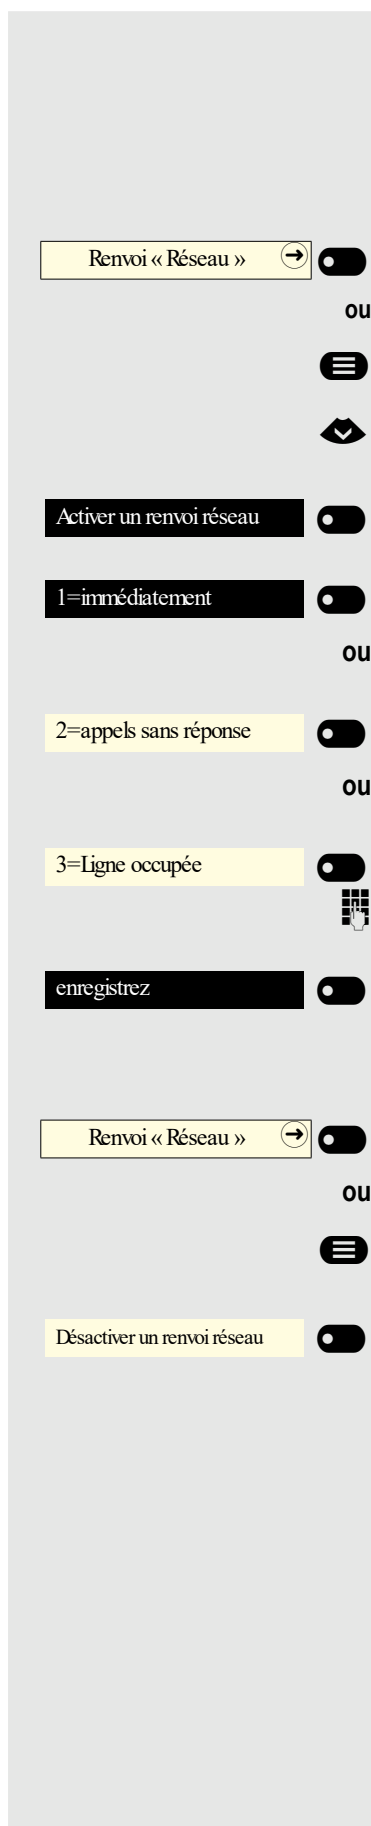 Renvoi « Réseau »
ou
Activer un renvoi réseau
1=immédiatement
ou
2=appels sans réponse
ou
3=Ligne occupée
enregistrez
Renvoi « Réseau »
ou
Désactiver un renvoi réseau